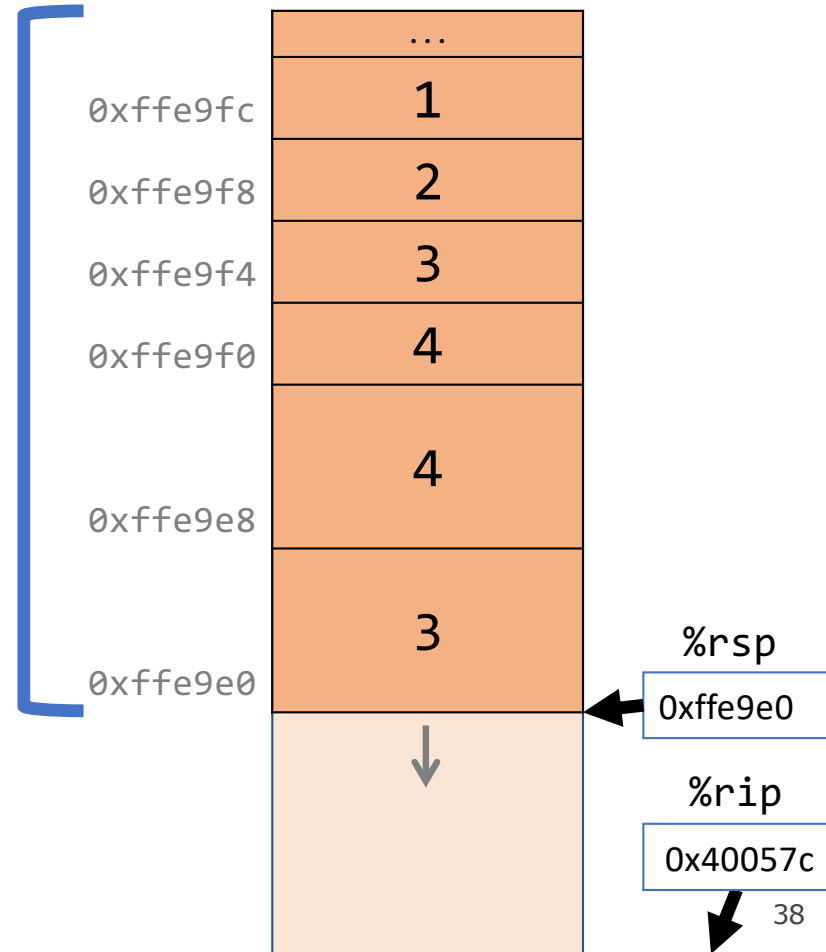 ...
0xffe9fc 1
0xffe9f8 2
0xffe9f4 3
0xffe9f0 4
4
0xffe9e8
3
0xffe9e0
%rsp
0xffe9e0
%rip
0x40057c
38